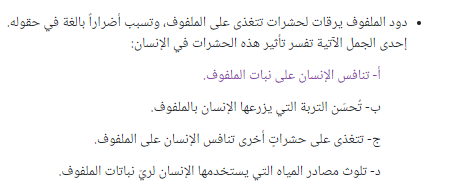 • دود الملفوف يرقات لحشرات تتغذى على الملفوف، وتسبب أضراراً بالغة في حقوله.
إحدى الجمل الآتية تفسر تأثير هذه الحشرات في الإنسان:
أ- تنافس الإنسان على نبات الملفوف.
ب- تُحسَن التربة التي يزرعها الإنسان بالملفوف.
ج- تتغذى على حشراتِ أخرى تنافس الإنسان على الملفوف.
د- تلوث مصادر المياه التي يستخدمها الإنسان لريّ نباتات الملفوف.